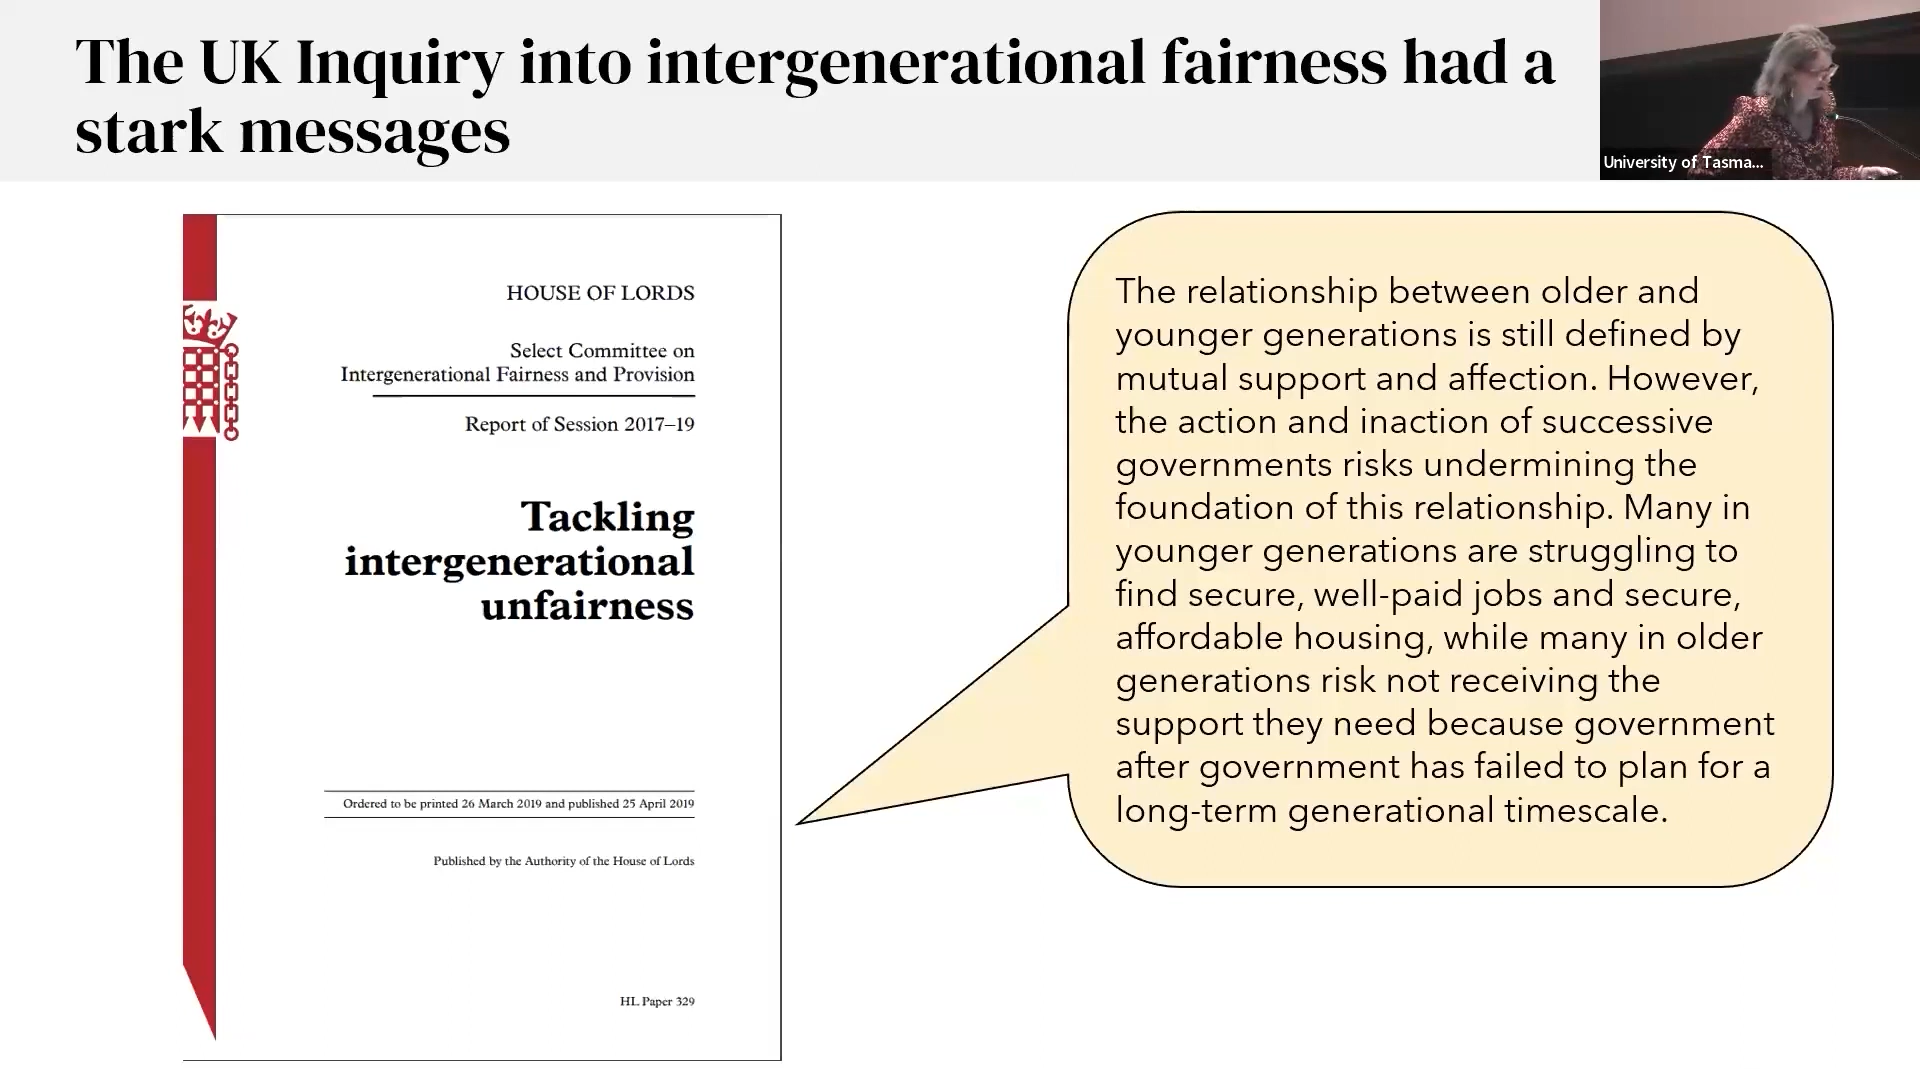 The UK Inquiry into intergenerational fairness had a
stark messages
University of Tasma...
HOUSE OF LORDS
Select Committee on
Intergenerational Fairness and Provision
Report of Session 2017–19
Tackling
intergenerational
unfairness
Ordered to be printed 26 March 2019 and published 25 April 2019
Published by the Authority of the House of Lords
HL Paper 329
The relationship between older and
younger generations is still defined by
mutual support and affection. However,
the action and inaction of successive
governments risks undermining the
foundation of this relationship. Many in
younger generations are struggling to
find secure, well-paid jobs and secure,
affordable housing, while many in older
generations risk not receiving the
support they need because government
after government has failed to plan for a
long-term generational timescale.